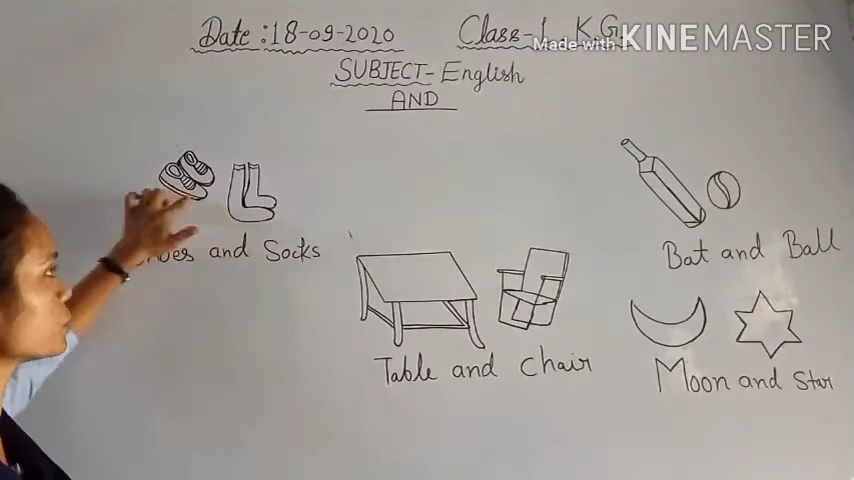 Date : 18-09-2020 Class- L.K.G
Made with KINEMASTER
SUBJECT- English
AND
and Socks
Bat and Ball
Table and Chair
Moon and Star